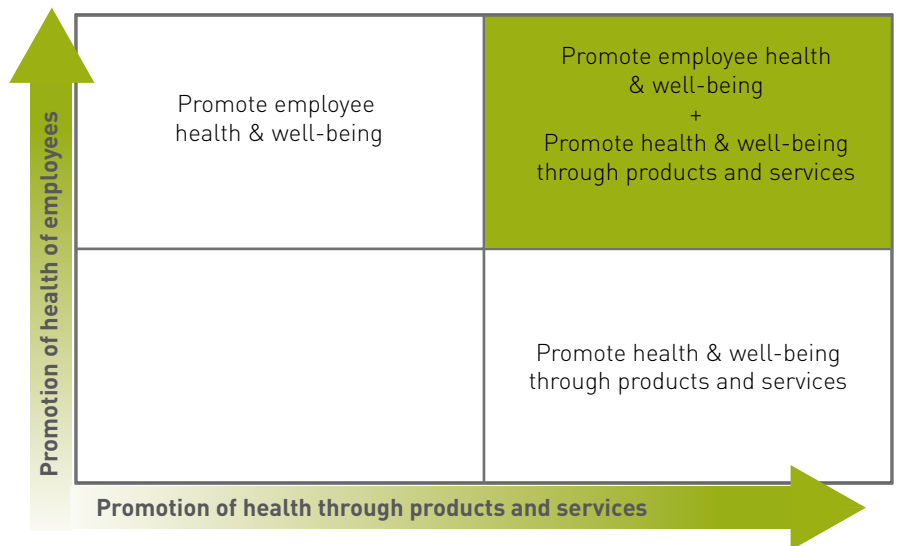 Promotion of health of employees
Promote employee
health & well-being
Promote employee health
& well-being
+
Promote health & well-being
through products and services
Promote health & well-being
through products and services
Promotion of health through products and services